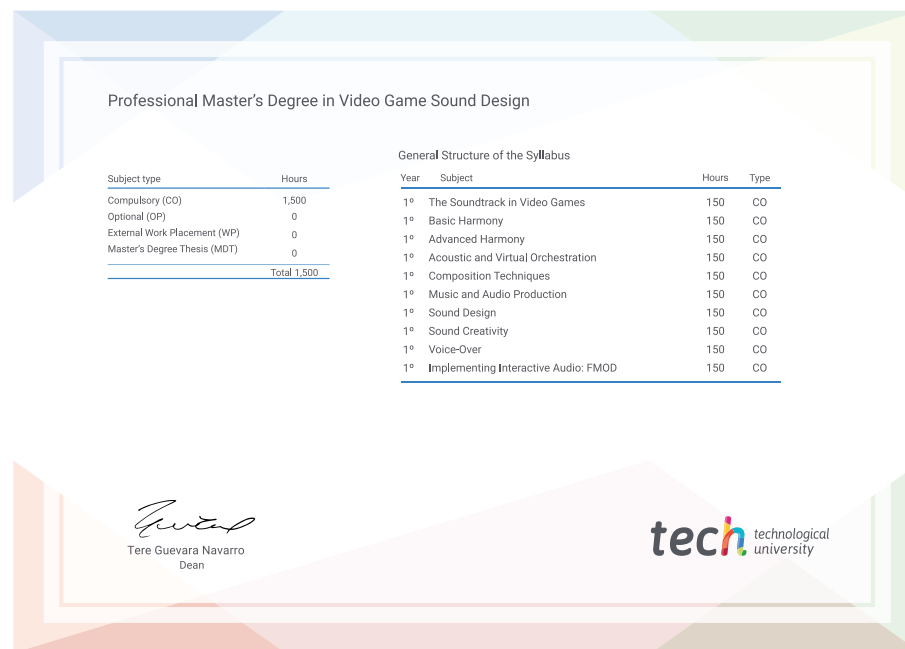 Professional Master's Degree in Video Game Sound Design
Subject type Hours
Compulsory (CO) 1,500
Optional (OP) 0
External Work Placement (WP) 0
Master's Degree Thesis (MDT) 0
Total 1,500
General Structure of the Syllabus
Year Subject Hours Type
1º The Soundtrack in Video Games 150 CO
1º Basic Harmony 150 CO
1º Advanced Harmony 150 CO
1º Acoustic and Virtual Orchestration 150 CO
1º Composition Techniques 150 CO
1º Music and Audio Production 150 CO
1º Sound Design 150 CO
1º Sound Creativity 150 CO
1º Voice-Over 150 CO
1º Implementing Interactive Audio: FMOD 150 CO
Tere Guevara Navarro
Dean
tech technological
university